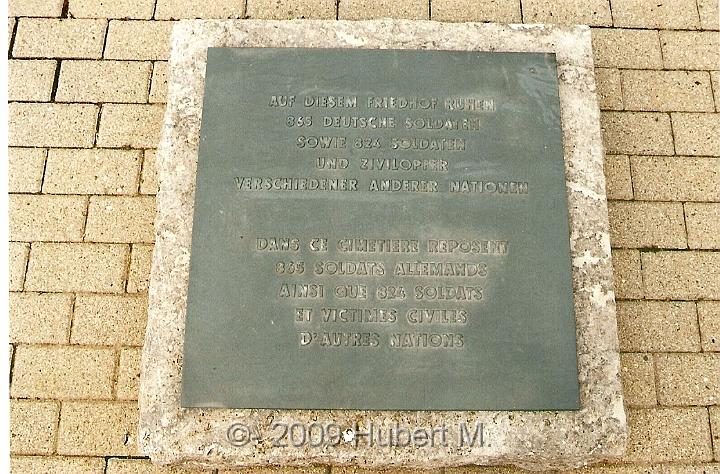 AUF DIESEM FRIEDHOF RUHEN
865 DEUTSCHE SOLDATEN
SOWIE 824 SOLDATEN
UND ZIVILOPFER
VERSCHIEDENER ANDERER NATIONEN
DANS CE CIMETIERE REPOSENT
865 SOLDATS ALLEMANDS
AINSI QUE 824 SOLDATS
ET VICTIMES CIVILES
D'AUTRES NATIONS
© 2009 Hubert M.